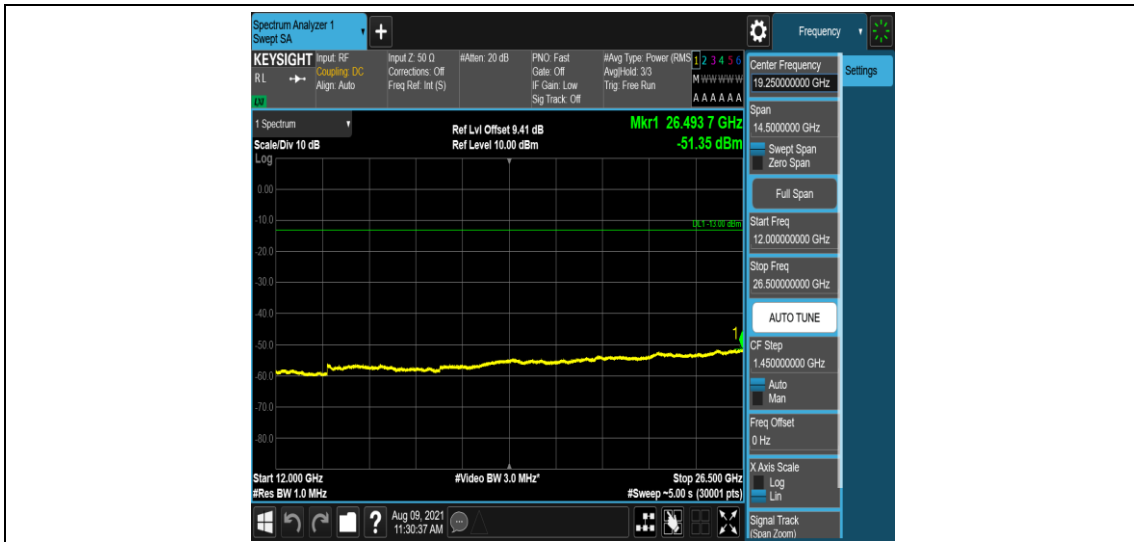 Spectrum Analyzer 1
Swept SA
Frequency
KEYSIGHT
RL
LM
Input: RF
Coupling: DC
Align: Auto
Input Z: 50 Ω
Corrections: Off
Freq Ref: Int (S)
#Atten: 20 dB
PNO: Fast
Gate: Off
IF Gain: Low
Sig Track: Off
#Avg Type: Power (RMS
Avg|Hold: 3/3
Trig: Free Run
1 2 3 4 5 6
M W W W W W
A A A A A A
Center Frequency
19.250000000 GHz
Settings
Span
14.5000000 GHz
Swept Span
Zero Span
Full Span
Start Freq
12.000000000 GHz
Stop Freq
26.500000000 GHz
AUTO TUNE
CF Step
1.450000000 GHz
Auto
Man
Freq Offset
0 Hz
X Axis Scale
Log
Lin
Signal Track
(Span Zoom)
1 Spectrum
Scale/Div 10 dB
Log
Ref Lvl Offset 9.41 dB
Ref Level 10.00 dBm
Mkr1 26.493 7 GHz
-51.35 dBm
0.00
-10.0
DL1 -13.00 dBm
-20.0
-30.0
-40.0
1
-50.0
-60.0
-70.0
-80.0
Start 12.000 GHz
#Video BW 3.0 MHz*
Stop 26.500 GHz
#Res BW 1.0 MHz
#Sweep ~5.00 s (30001 pts)
?
Aug 09, 2021
11:30:37 AM